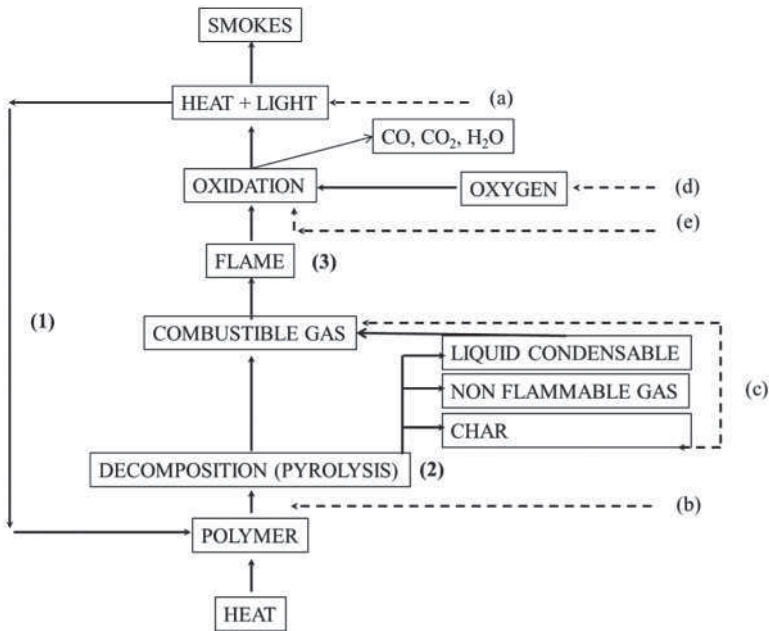 SMOKES
HEAT + LIGHT
(a)
CO, CO₂, H₂O
OXIDATION
OXYGEN
(d)
(e)
FLAME
(3)
(1)
COMBUSTIBLE GAS
LIQUID CONDENSABLE
NON FLAMMABLE GAS
(c)
CHAR
DECOMPOSITION (PYROLYSIS)
(2)
(b)
POLYMER
HEAT